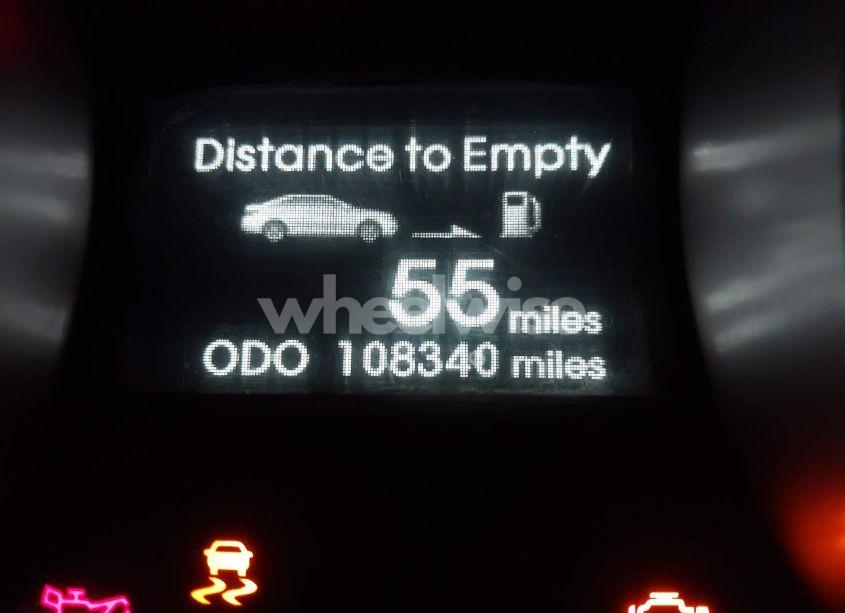 Distance to Empty
55 miles
wheelwise
ODO 108340 miles